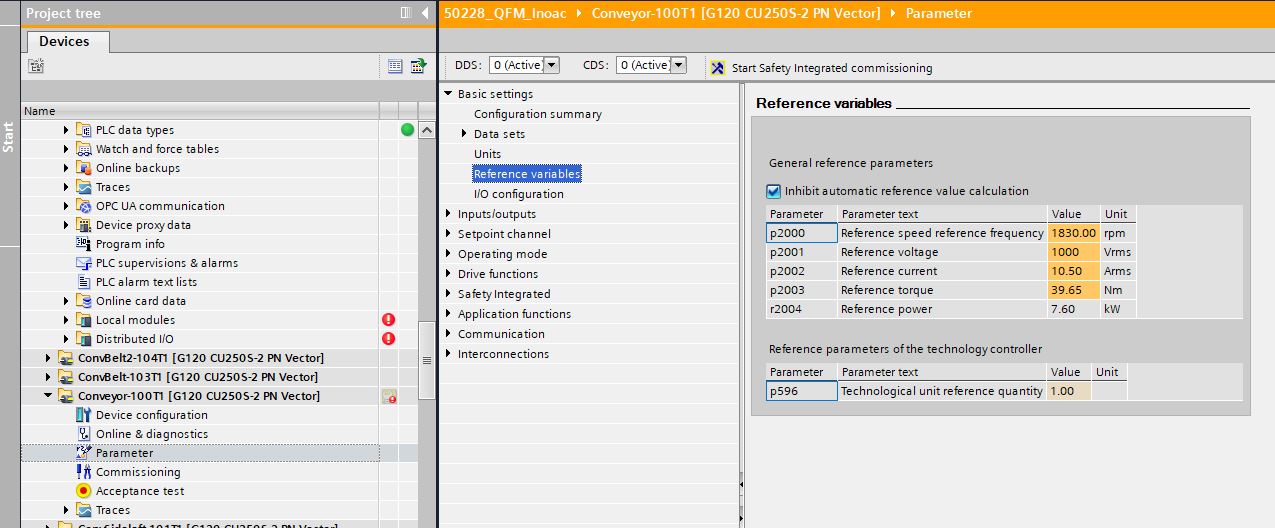 Project tree
50228_QFM_Inoac
Conveyor-100T1 [G120 CU250S-2 PN Vector]
Parameter
Devices
DDS: 0 (Active) CDS: 0 (Active) Start Safety Integrated commissioning
Start
Name
PLC data types
Watch and force tables
Online backups
Traces
OPC UA communication
Device proxy data
Program info
PLC supervisions & alarms
PLC alarm text lists
Online card data
Local modules
Distributed I/O
ConvBelt2-104T1 [G120 CU250S-2 PN Vector]
ConvBelt-103T1 [G120 CU250S-2 PN Vector]
Conveyor-100T1 [G120 CU250S-2 PN Vector]
Device configuration
Online & diagnostics
Parameter
Commissioning
Acceptance test
Traces
Basic settings
Configuration summary
Data sets
Units
Reference variables
I/O configuration
Inputs/outputs
Setpoint channel
Operating mode
Drive functions
Safety Integrated
Application functions
Communication
Interconnections
Reference variables
General reference parameters
Inhibit automatic reference value calculation
Parameter Parameter text Value Unit
p2000 Reference speed reference frequency 1830.00 rpm
p2001 Reference voltage 1000 Vrms
p2002 Reference current 10.50 Arms
p2003 Reference torque 39.65 Nm
r2004 Reference power 7.60 kW
Reference parameters of the technology controller
Parameter Parameter text Value Unit
p596 Technological unit reference quantity 1.00